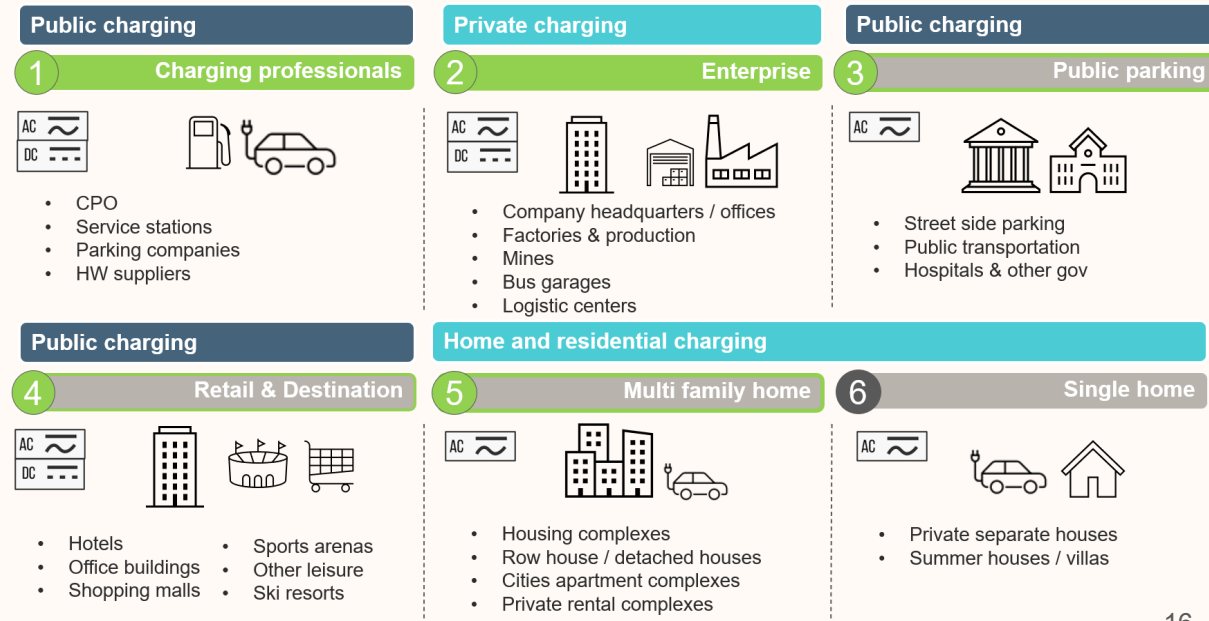 Public charging
1 Charging professionals
AC
DC
• CPO
• Service stations
• Parking companies
• HW suppliers
Private charging
2 Enterprise
AC
DC
• Company headquarters / offices
• Factories & production
• Mines
• Bus garages
• Logistic centers
Public charging
3 Public parking
AC
• Street side parking
• Public transportation
• Hospitals & other gov
Public charging
4 Retail & Destination
AC
DC
• Hotels
• Office buildings
• Shopping malls
• Sports arenas
• Other leisure
• Ski resorts
Home and residential charging
5 Multi family home
AC
• Housing complexes
• Row house / detached houses
• Cities apartment complexes
• Private rental complexes
6 Single home
AC
• Private separate houses
• Summer houses / villas
16